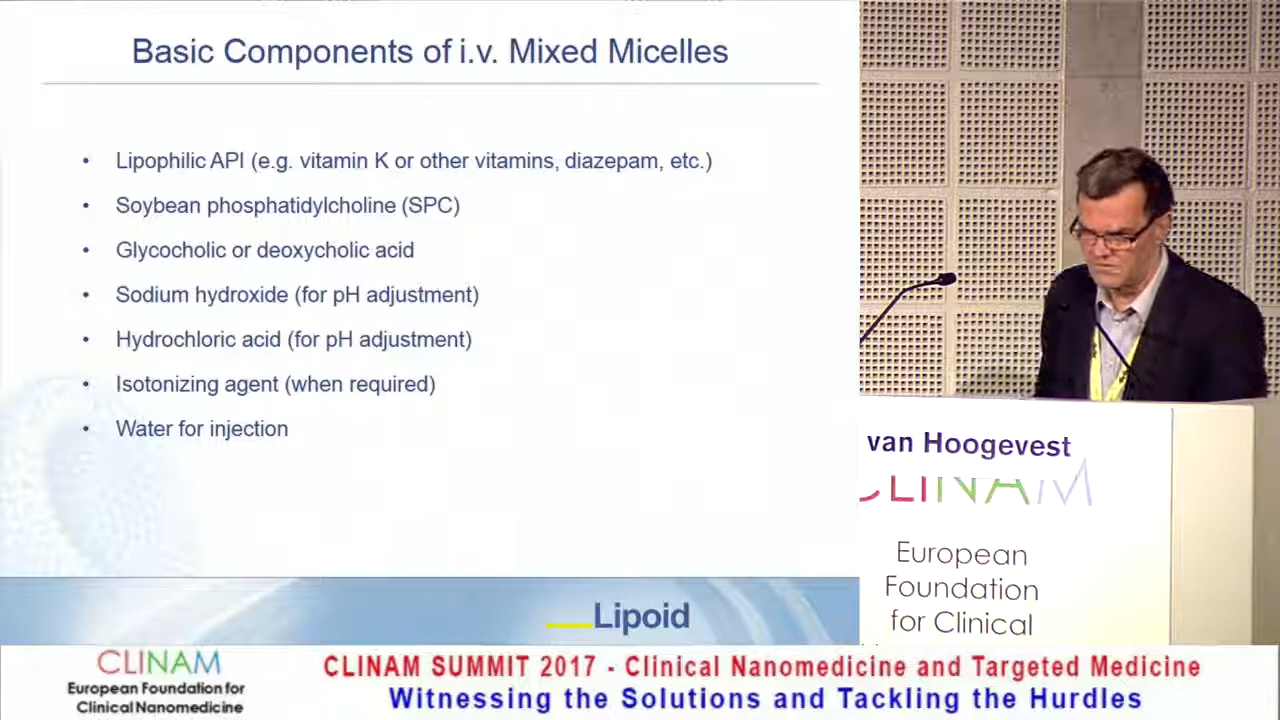 Basic Components of i.v. Mixed Micelles
• Lipophilic API (e.g. vitamin K or other vitamins, diazepam, etc.)
• Soybean phosphatidylcholine (SPC)
• Glycocholic or deoxycholic acid
• Sodium hydroxide (for pH adjustment)
• Hydrochloric acid (for pH adjustment)
• Isotonizing agent (when required)
• Water for injection
Lipoid
van Hoogevest
CLINAM
European
Foundation
for Clinical
CLINAM
European Foundation for
Clinical Nanomedicine
CLINAM SUMMIT 2017 - Clinical Nanomedicine and Targeted Medicine
Witnessing the Solutions and Tackling the Hurdles